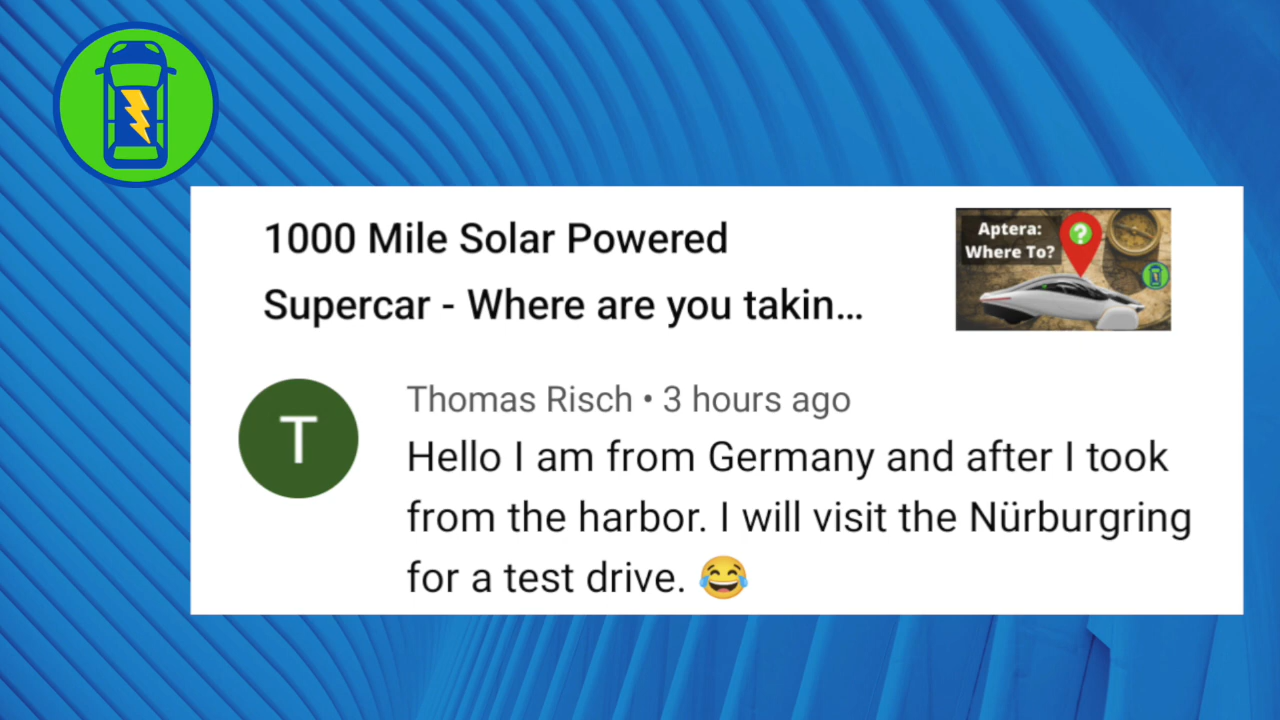 1000 Mile Solar Powered
Supercar - Where are you takin...
Aptera:
Where To?
?
T
Thomas Risch • 3 hours ago
Hello I am from Germany and after I took
from the harbor. I will visit the Nürburgring
for a test drive. 😂